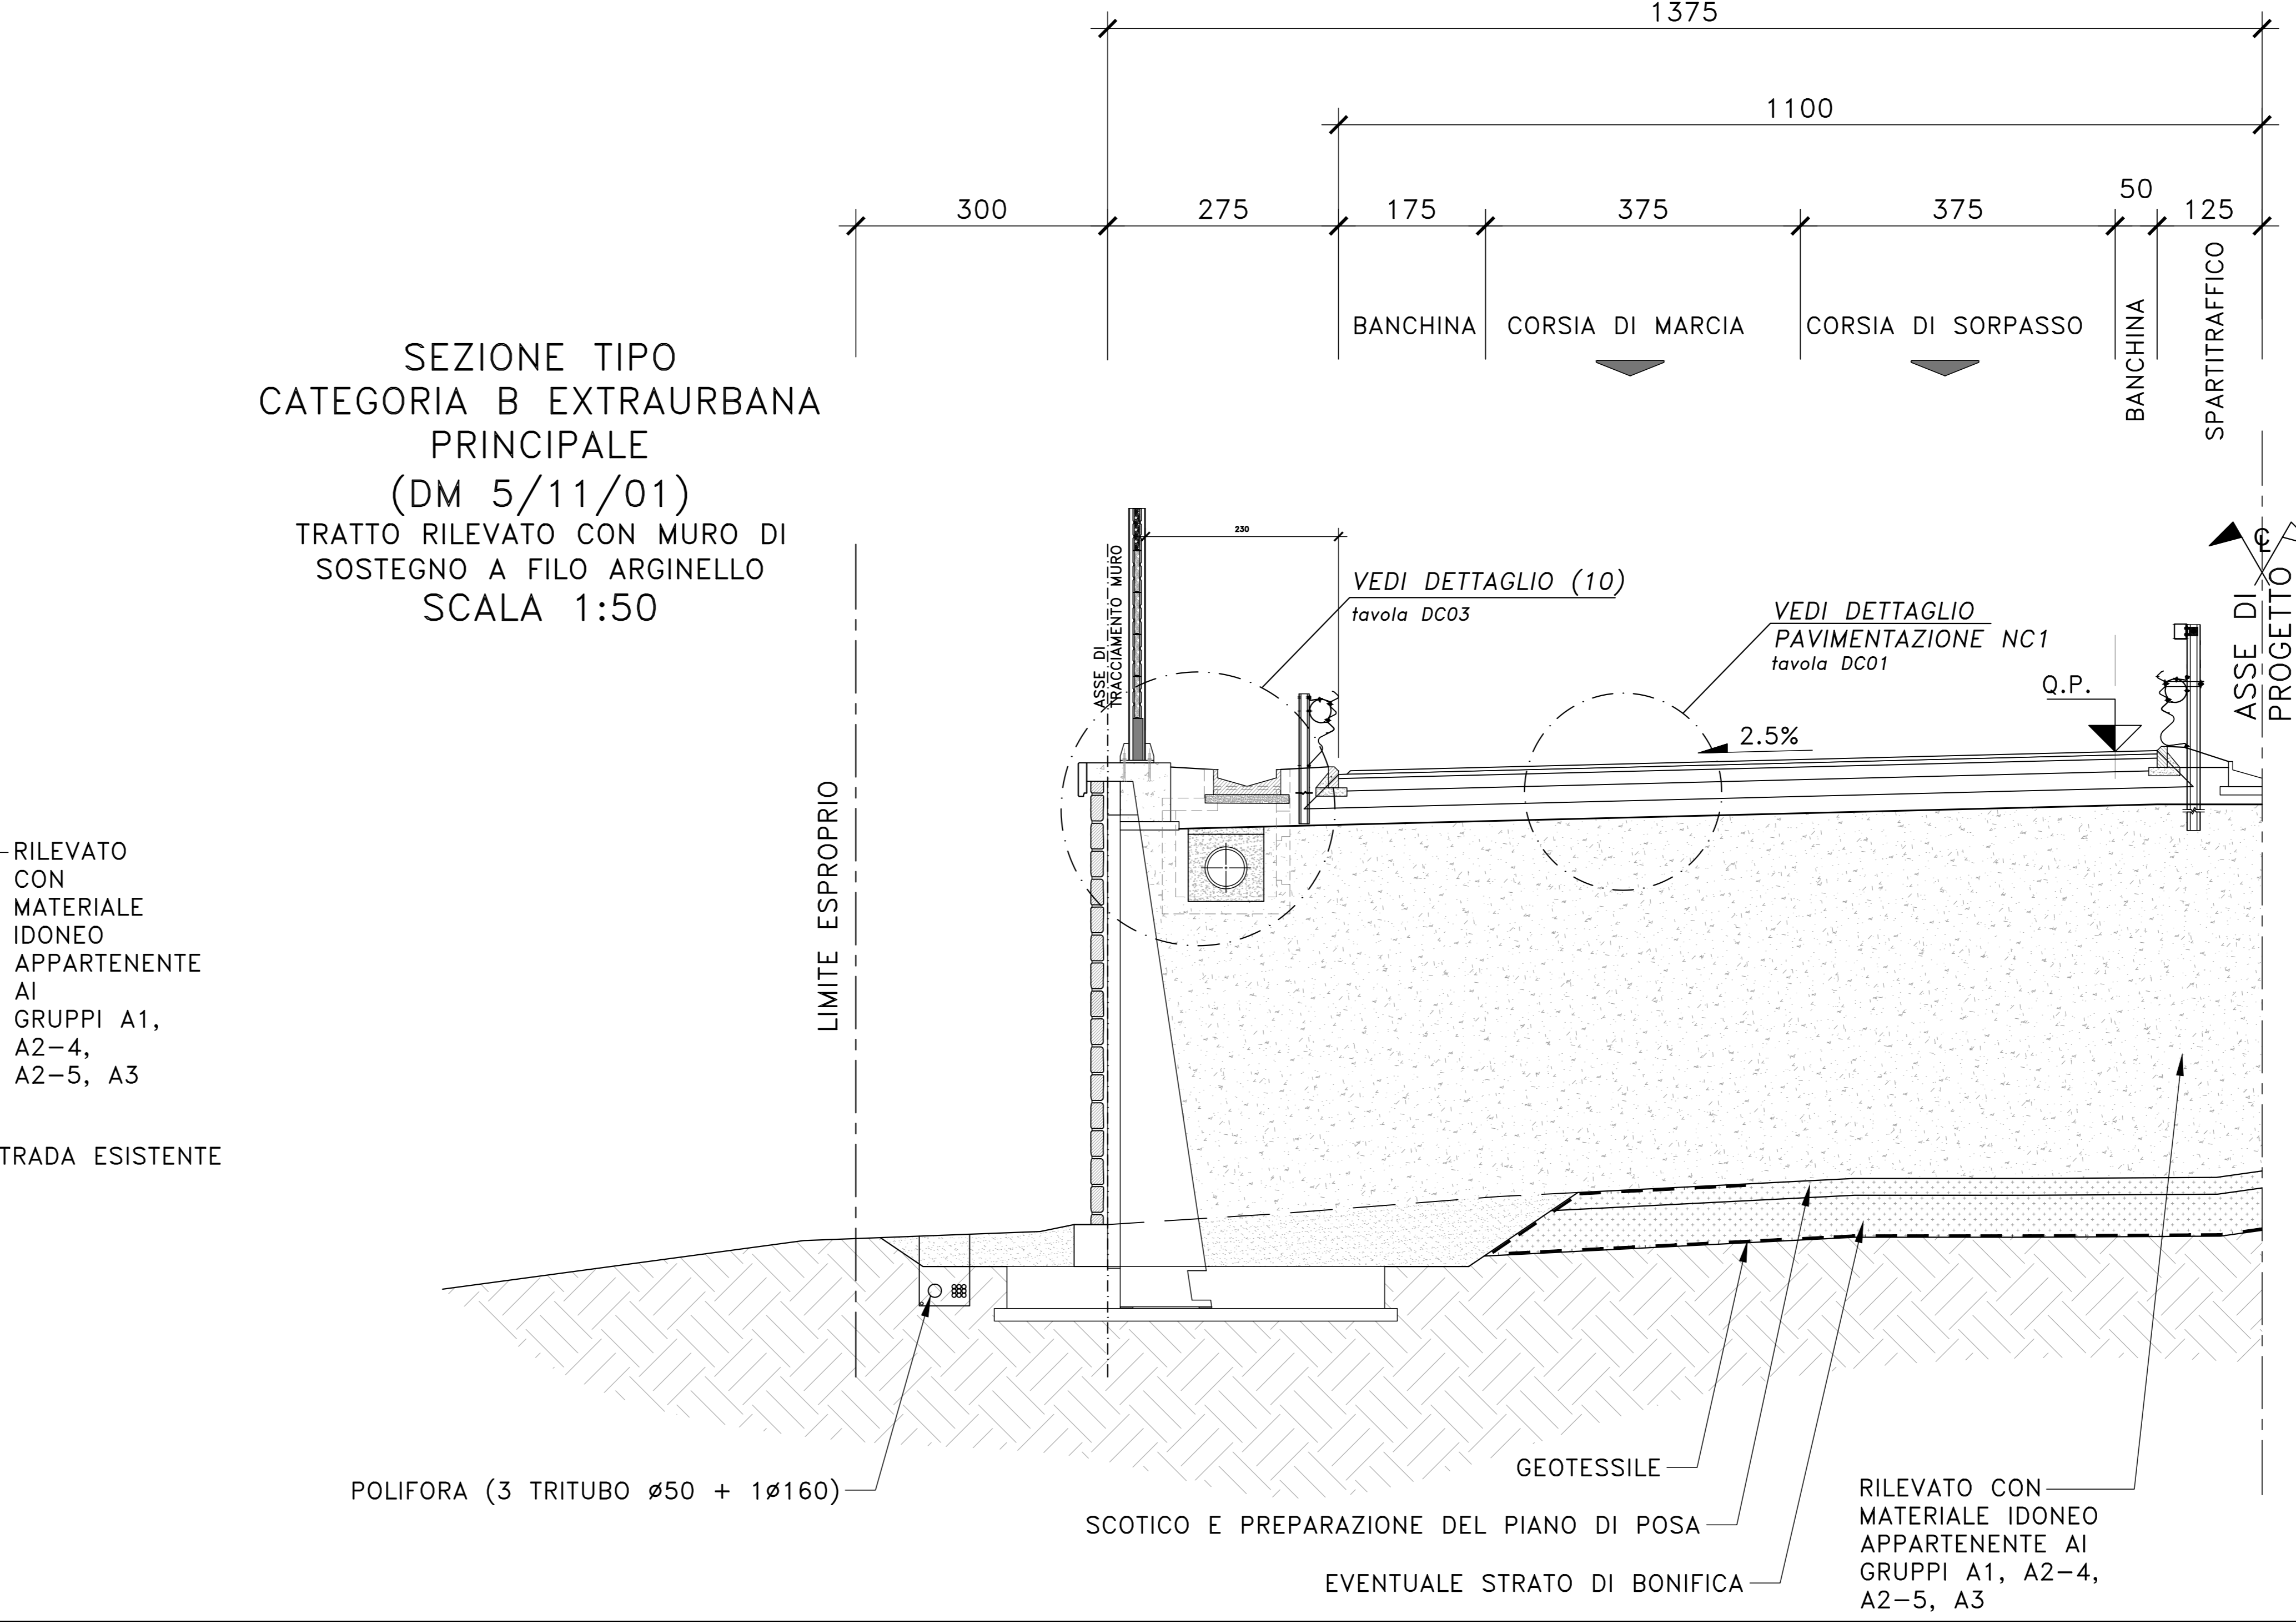 1375
1100
300
275
175
375
375
50
125
BANCHINA
CORSIA DI MARCIA
CORSIA DI SORPASSO
BANCHINA
SPARTITRAFFICO
SEZIONE TIPO
CATEGORIA B EXTRAURBANA
PRINCIPALE
(DM 5/11/01)
TRATTO RILEVATO CON MURO DI
SOSTEGNO A FILO ARGINELLO
SCALA 1:50
230
ASSE DI
TRACCIAMENTO MURO
VEDI DETTAGLIO (10)
tavola DC03
VEDI DETTAGLIO
PAVIMENTAZIONE NC1
tavola DC01
Q.P.
2.5%
ASSE DI
PROGETTO
LIMITE ESPROPRIO
RILEVATO
CON
MATERIALE
IDONEO
APPARTENENTE
AI
GRUPPI A1,
A2-4,
A2-5, A3
TRADA ESISTENTE
POLIFORA (3 TRITUBO ø50 + 1ø160)
GEOTESSILE
SCOTICO E PREPARAZIONE DEL PIANO DI POSA
EVENTUALE STRATO DI BONIFICA
RILEVATO CON
MATERIALE IDONEO
APPARTENENTE AI
GRUPPI A1, A2-4,
A2-5, A3